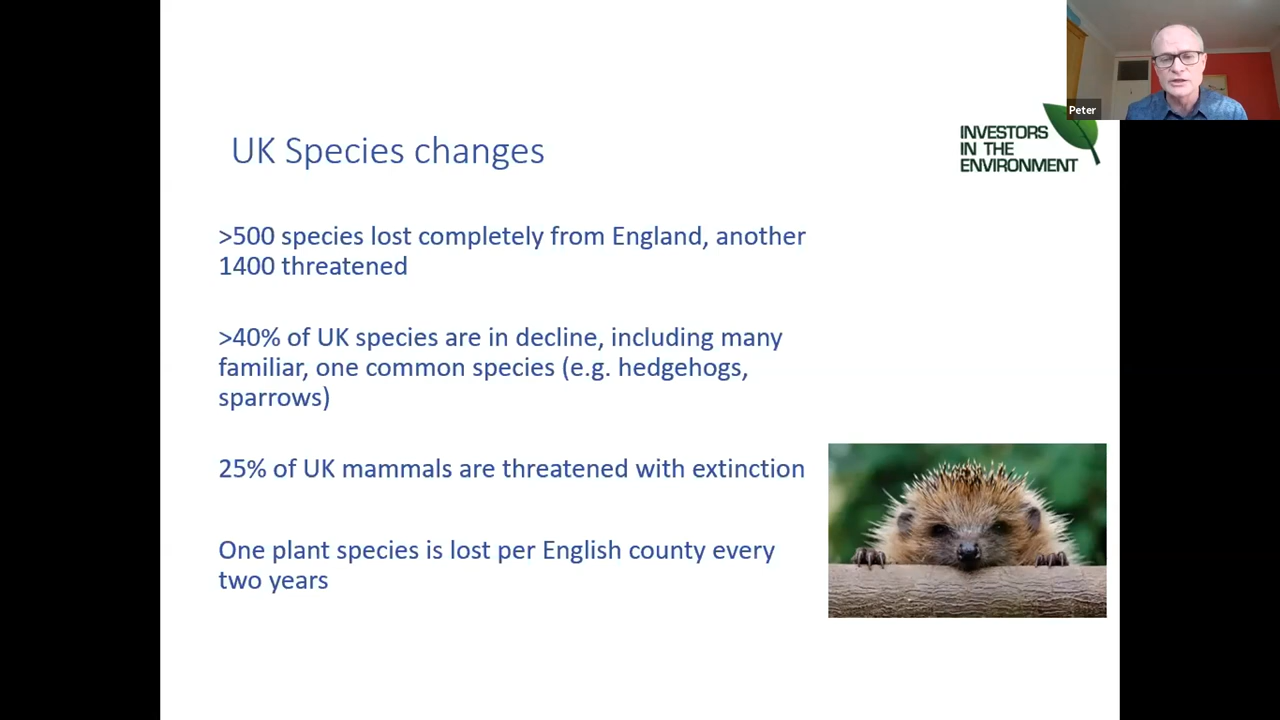 Peter
INVESTORS
IN THE
ENVIRONMENT
UK Species changes
>500 species lost completely from England, another
1400 threatened
>40% of UK species are in decline, including many
familiar, one common species (e.g. hedgehogs,
sparrows)
25% of UK mammals are threatened with extinction
One plant species is lost per English county every
two years